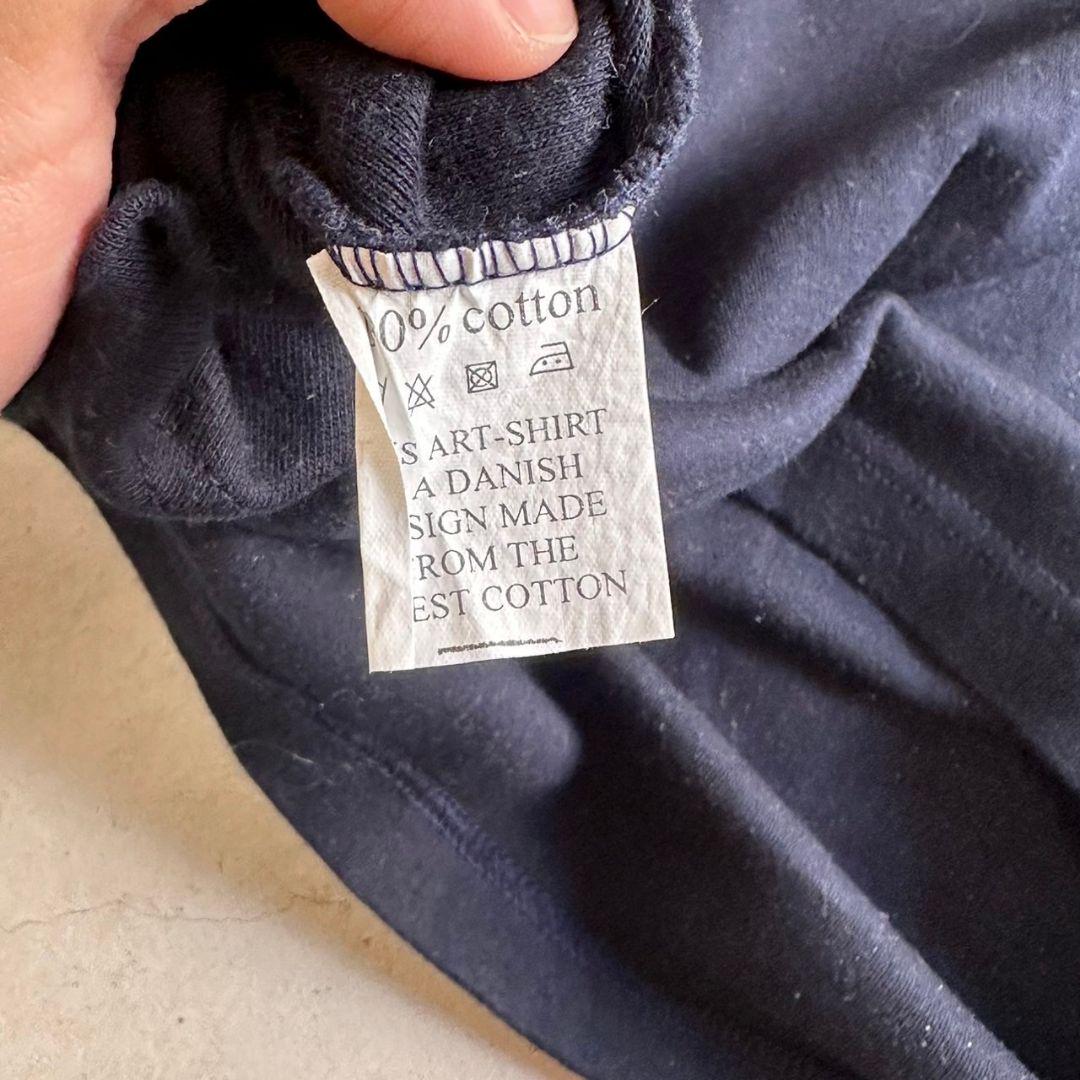 0% cotton
S ART-SHIRT
A DANISH
SIGN MADE
ROM THE
EST COTTON